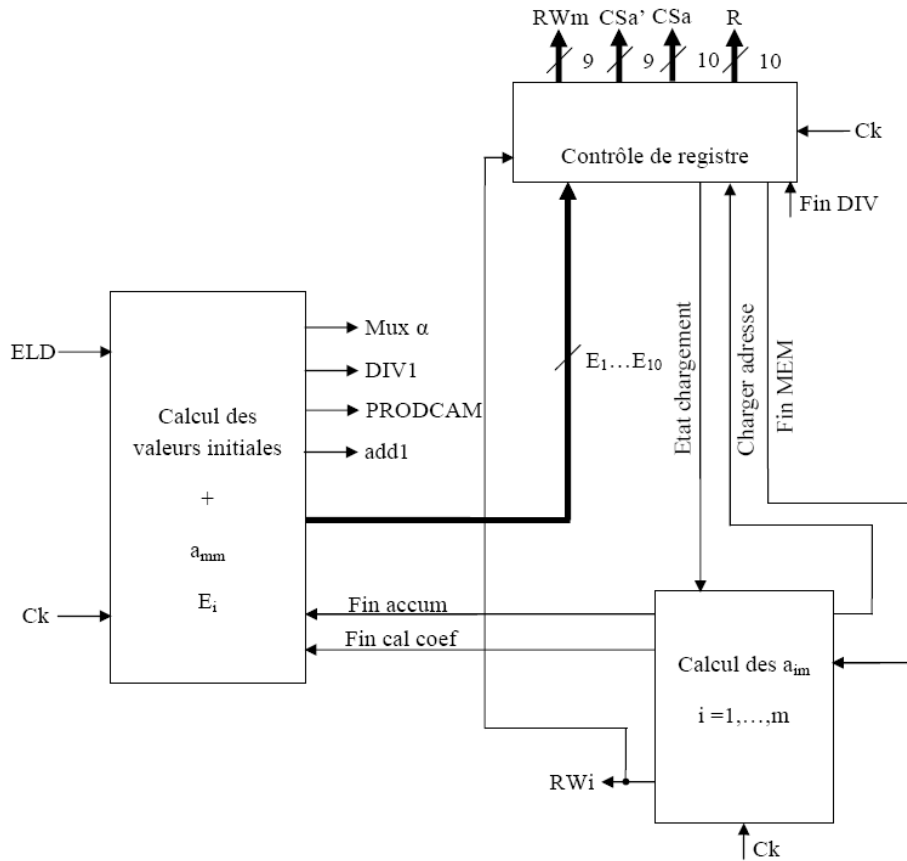 RWm CSa’ CSa R
9 9 10 10
Ck
Contrôle de registre
Fin DIV
Mux α
ELD
DIV1
E1…E10
PRODCAM
Calcul des
valeurs initiales
+
amm
Ei
add1
Etat chargement
Charger adresse
Fin MEM
Ck
Fin accum
Fin cal coef
Calcul des aim
i =1,…,m
RWi
Ck